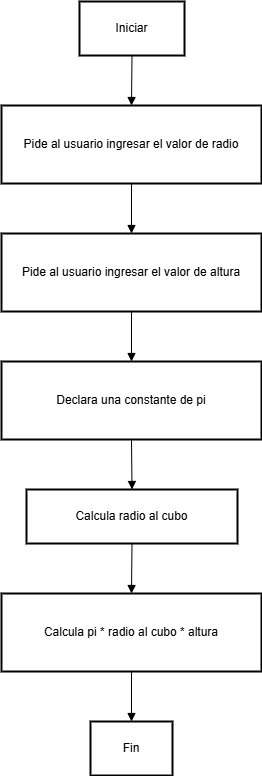 Iniciar
Pide al usuario ingresar el valor de radio
Pide al usuario ingresar el valor de altura
Declara una constante de pi
Calcula radio al cubo
Calcula pi * radio al cubo * altura
Fin